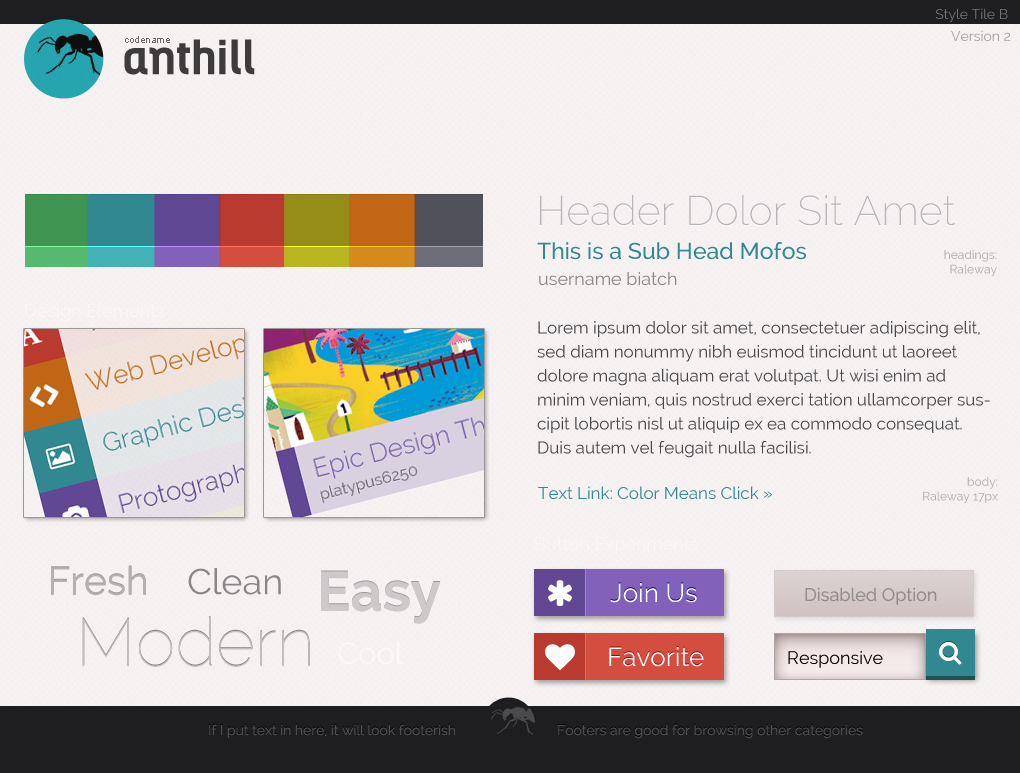 Style Tile B
Version 2
codename
anthill
Header Dolor Sit Amet
This is a Sub Head Mofos
username biatch
headings:
Raleway
Design Elements
A
Web Develop
Graphic Des
Protograph
1
Epic Design Th
platypus6250
Lorem ipsum dolor sit amet, consectetuer adipiscing elit,
sed diam nonummy nibh euismod tincidunt ut laoreet
dolore magna aliquam erat volutpat. Ut wisi enim ad
minim veniam, quis nostrud exerci tation ullamcorper sus-
cipit lobortis nisl ut aliquip ex ea commodo consequat.
Duis autem vel feugait nulla facilisi.
Text Link: Color Means Click »
body:
Raleway 17px
Fresh
Clean
Easy
Modern
Cool
Button Experiments
Join Us
Disabled Option
Favorite
Responsive
If I put text in here, it will look footerish
Footers are good for browsing other categories